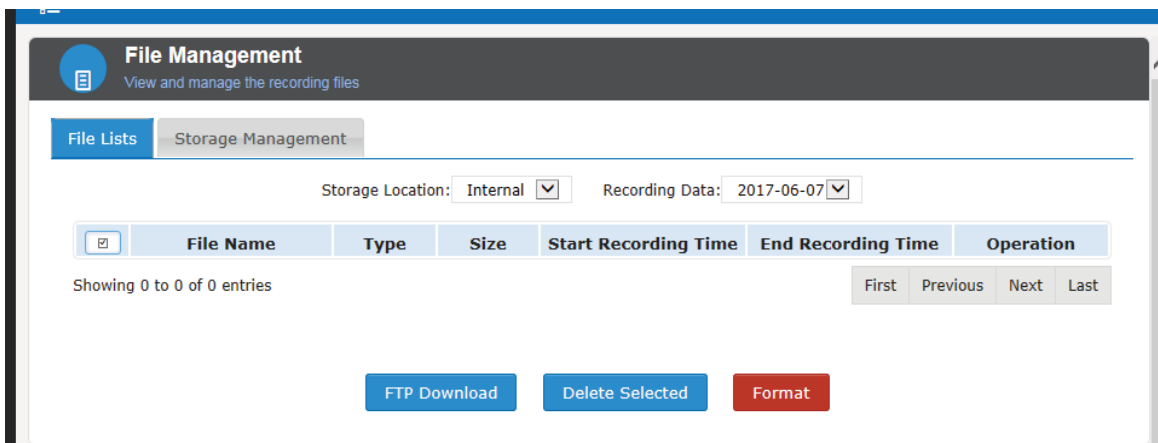 File Management
View and manage the recording files
File Lists Storage Management
Storage Location: Internal Recording Data: 2017-06-07
File Name Type Size Start Recording Time End Recording Time Operation
Showing 0 to 0 of 0 entries First Previous Next Last
FTP Download Delete Selected Format